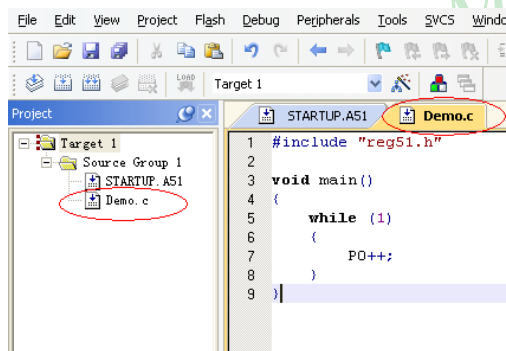 File Edit View Project Flash Debug Peripherals Tools SVCS Windo
LOAD Target 1
Project
STARTUP.A51 Demo.c
Target 1
Source Group 1
STARTUP.A51
Demo.c
1 #include "reg51.h"
2
3 void main()
4 {
5 while (1)
6 {
7 P0++;
8 }
9 }